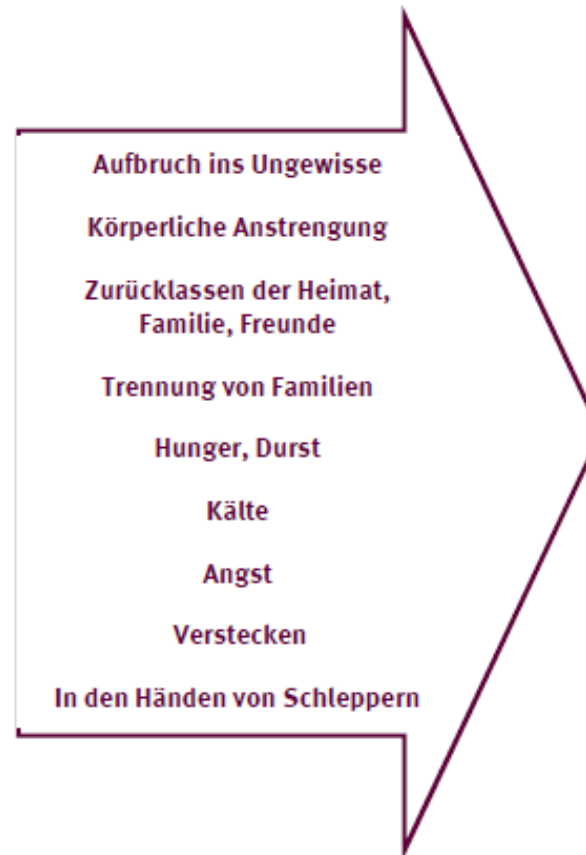 Aufbruch ins Ungewisse
Körperliche Anstrengung
Zurücklassen der Heimat,
Familie, Freunde
Trennung von Familien
Hunger, Durst
Kälte
Angst
Verstecken
In den Händen von Schleppern